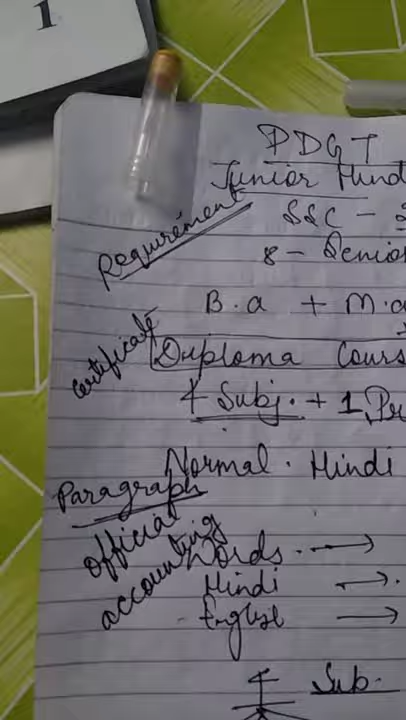 1
PDGT
Junior Hind
Requirement
SSC -
8 - Senior
B.a + M.a
certificate
Diploma Cours
4 Subj. + 1 Pr
Normal . Hindi
Paragraph
official
accounting
words. →
Hindi →.
English →
4 Sub.